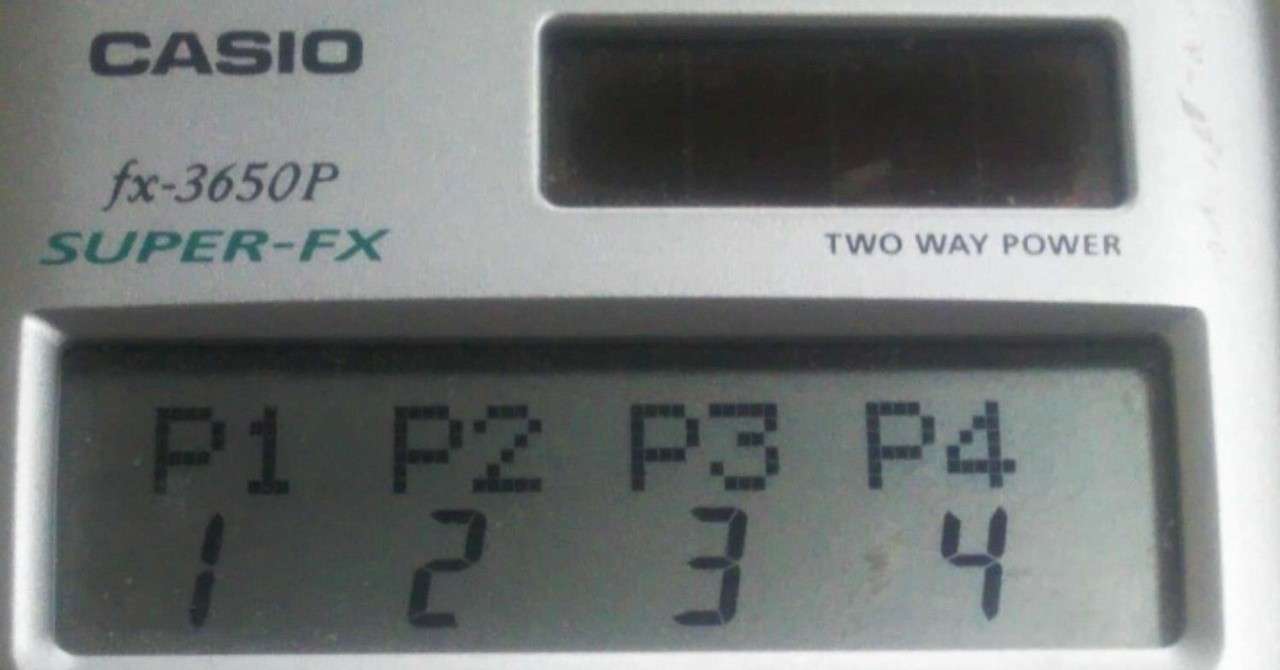 CASIO
fx-3650P
SUPER-FX
TWO WAY POWER
P1 P2 P3 P4
1 2 3 4